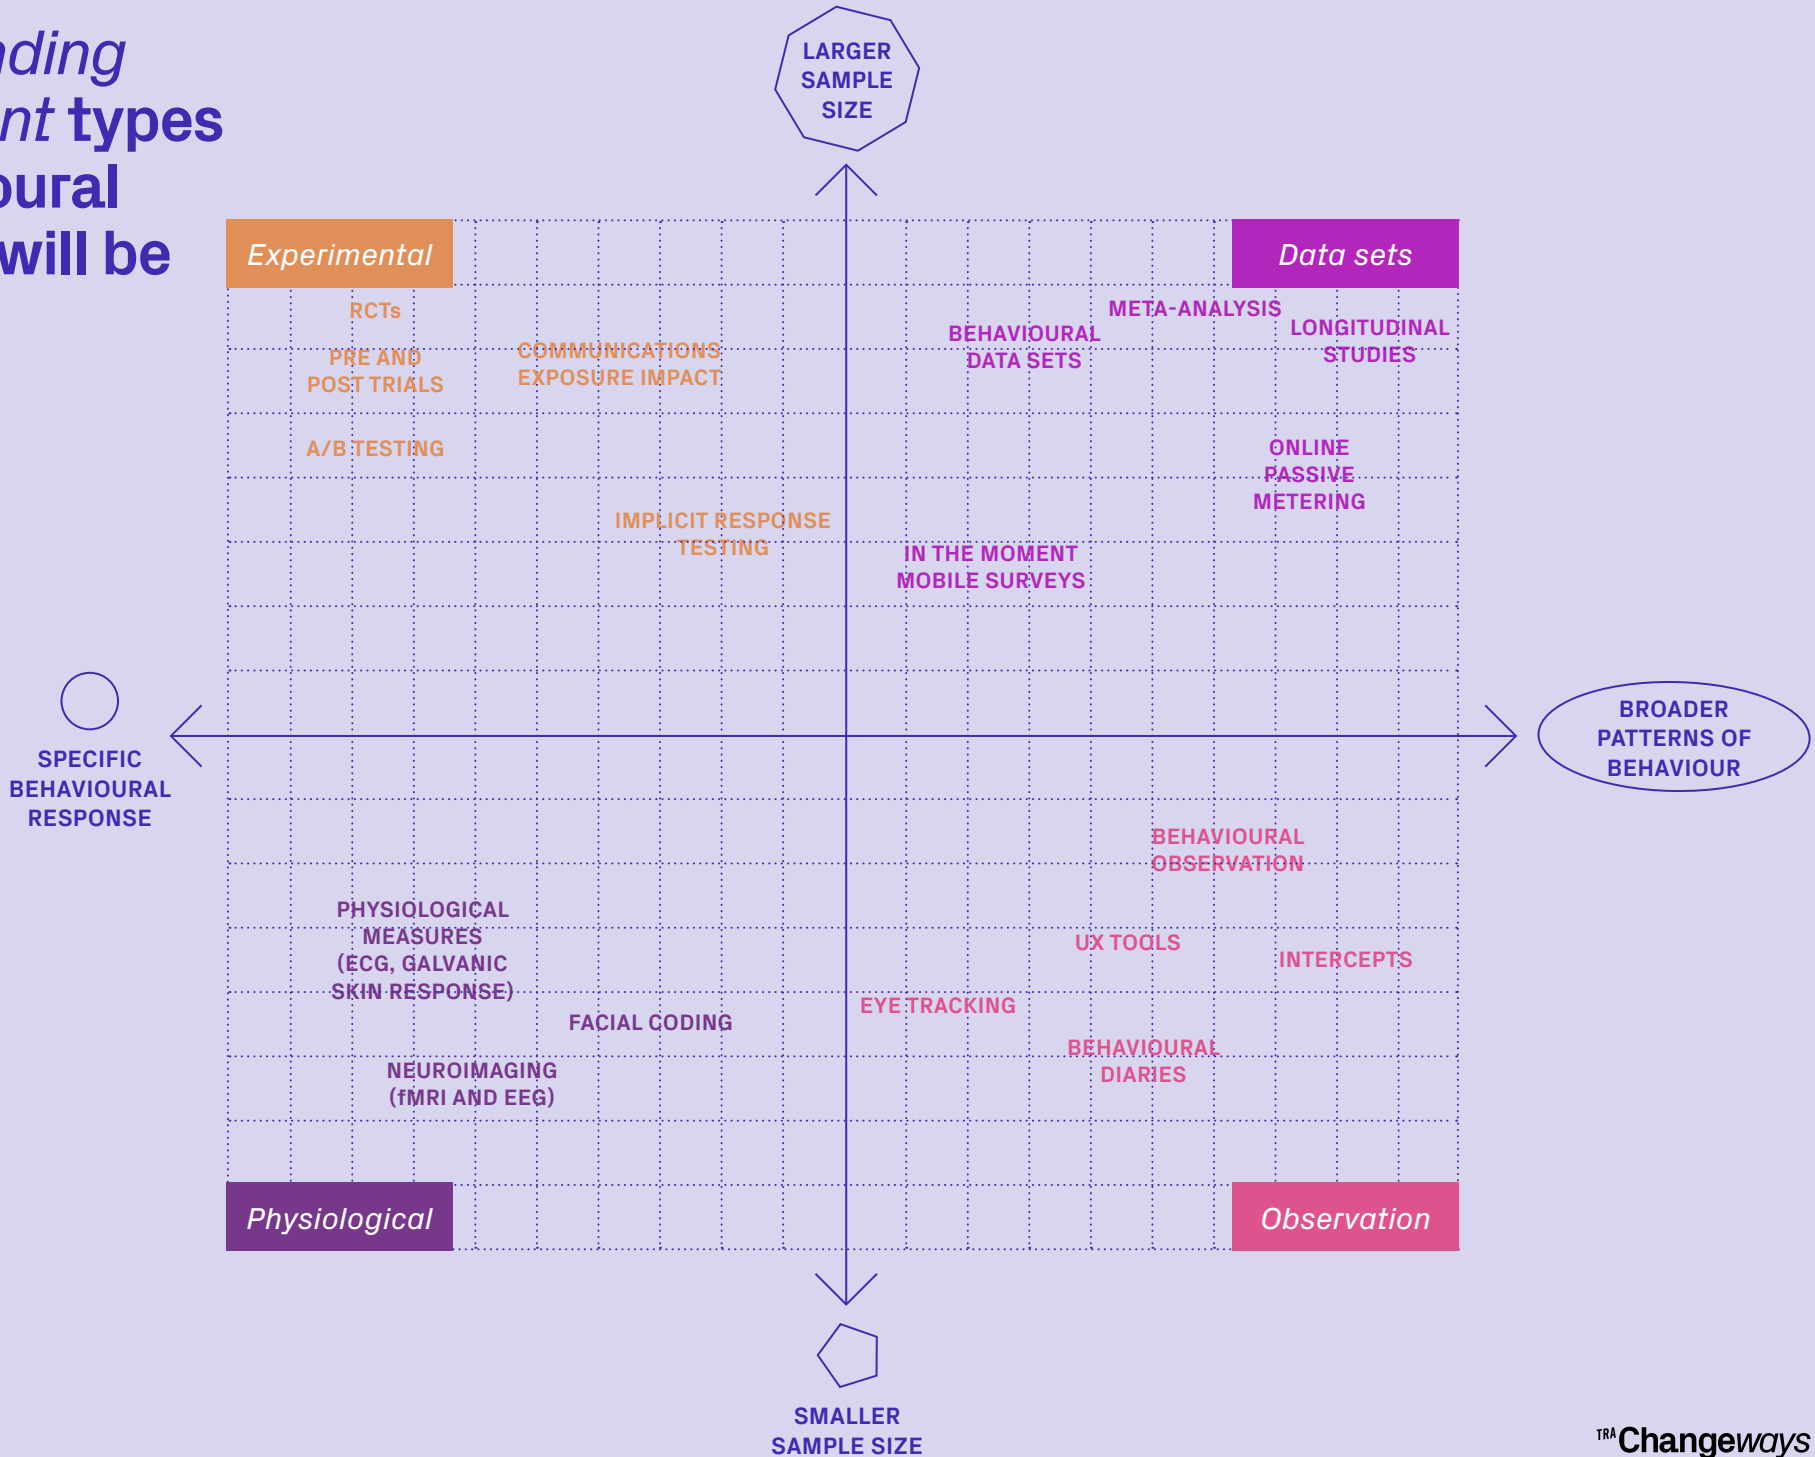 nding
nt types
oural
will be
LARGER
SAMPLE
SIZE
Experimental
RCTs
PRE AND
POST TRIALS
COMMUNICATIONS
EXPOSURE IMPACT
A/B TESTING
IMPLICIT RESPONSE
TESTING
Data sets
META-ANALYSIS
BEHAVIOURAL
DATA SETS
LONGITUDINAL
STUDIES
ONLINE
PASSIVE
METERING
IN THE MOMENT
MOBILE SURVEYS
SPECIFIC
BEHAVIOURAL
RESPONSE
BROADER
PATTERNS OF
BEHAVIOUR
PHYSIOLOGICAL
MEASURES
(ECG, GALVANIC
SKIN RESPONSE)
FACIAL CODING
NEUROIMAGING
(fMRI AND EEG)
Physiological
BEHAVIOURAL
OBSERVATION
UX TOOLS
INTERCEPTS
EYE TRACKING
BEHAVIOURAL
DIARIES
Observation
SMALLER
SAMPLE SIZE
TRA Changeways